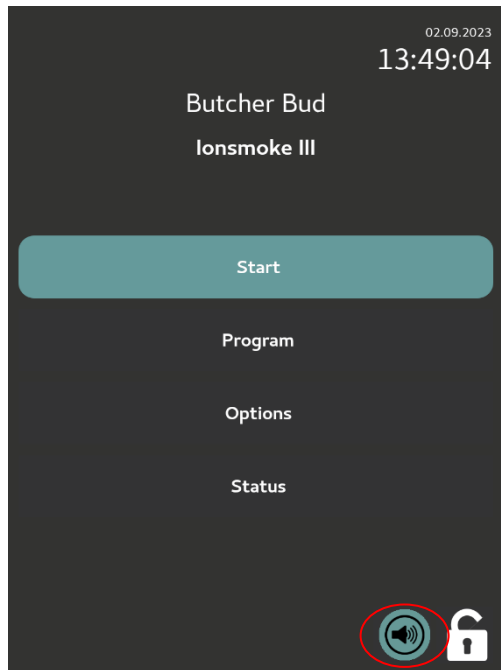 02.09.2023
13:49:04
Butcher Bud
Ionsmoke III
Start
Program
Options
Status